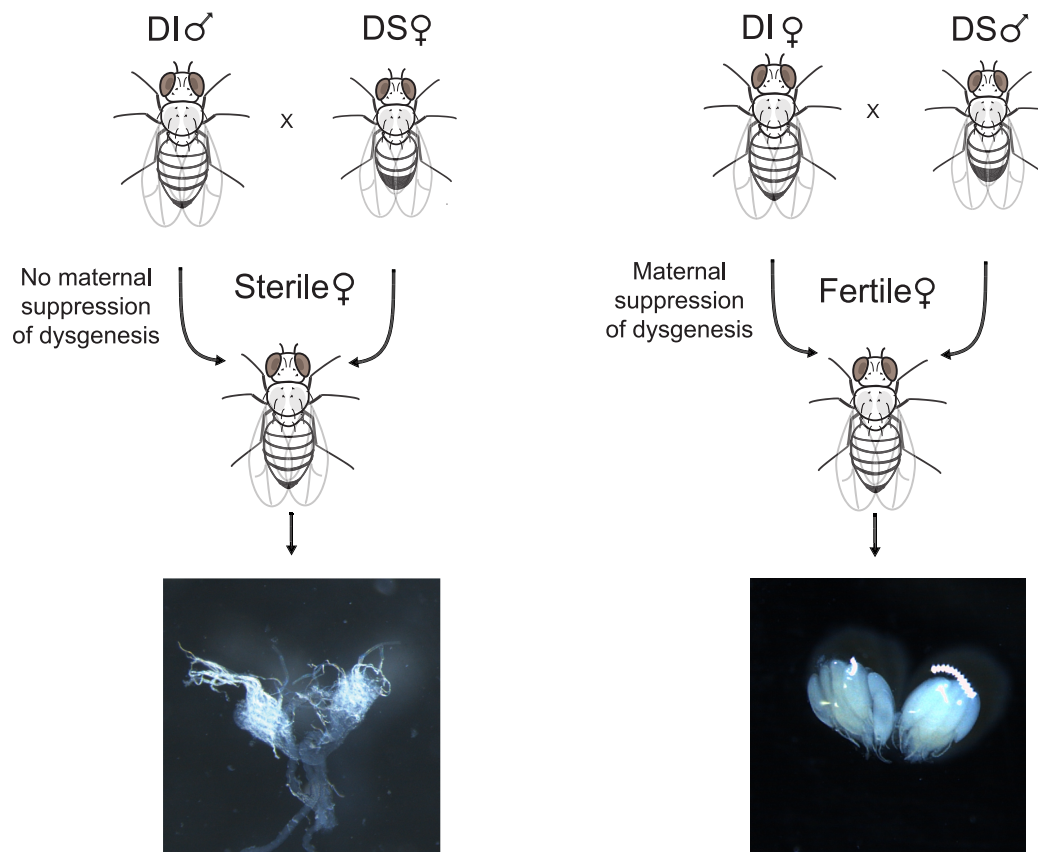 DI♂
DS♀
x
No maternal
suppression
of dysgenesis
Sterile♀
DI ♀
DS♂
x
Maternal
suppression
of dysgenesis
Fertile♀